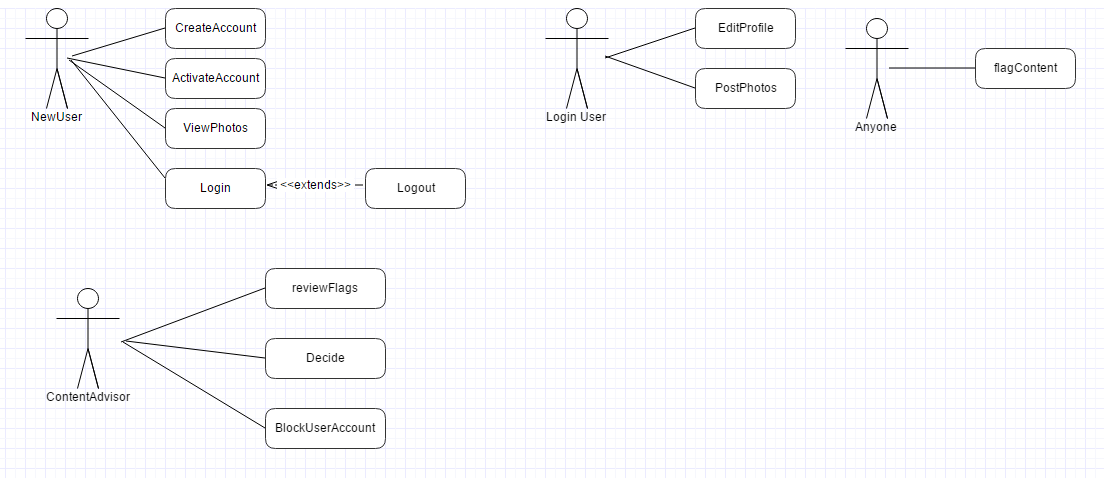 CreateAccount
ActivateAccount
NewUser
ViewPhotos
Login
<<extends>>
Logout
EditProfile
PostPhotos
Login User
flagContent
Anyone
reviewFlags
Decide
ContentAdvisor
BlockUserAccount